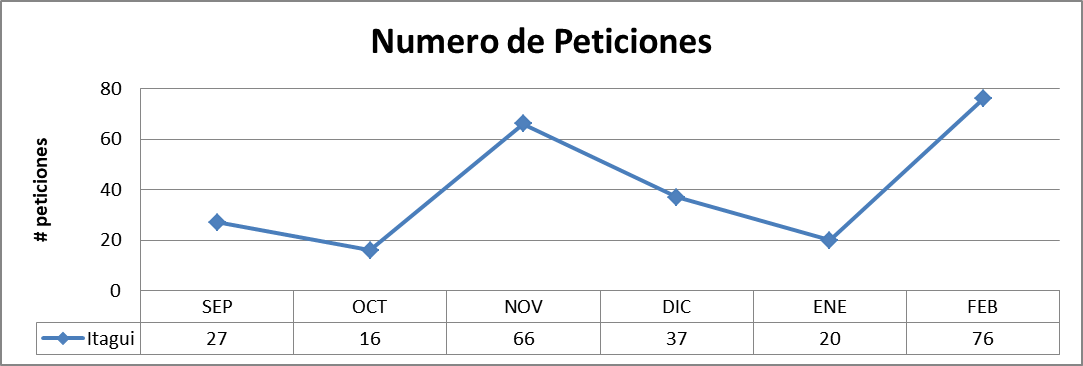 Numero de Peticiones
# peticiones
80
60
40
20
0
SEP OCT NOV DIC ENE FEB
Itagui 27 16 66 37 20 76